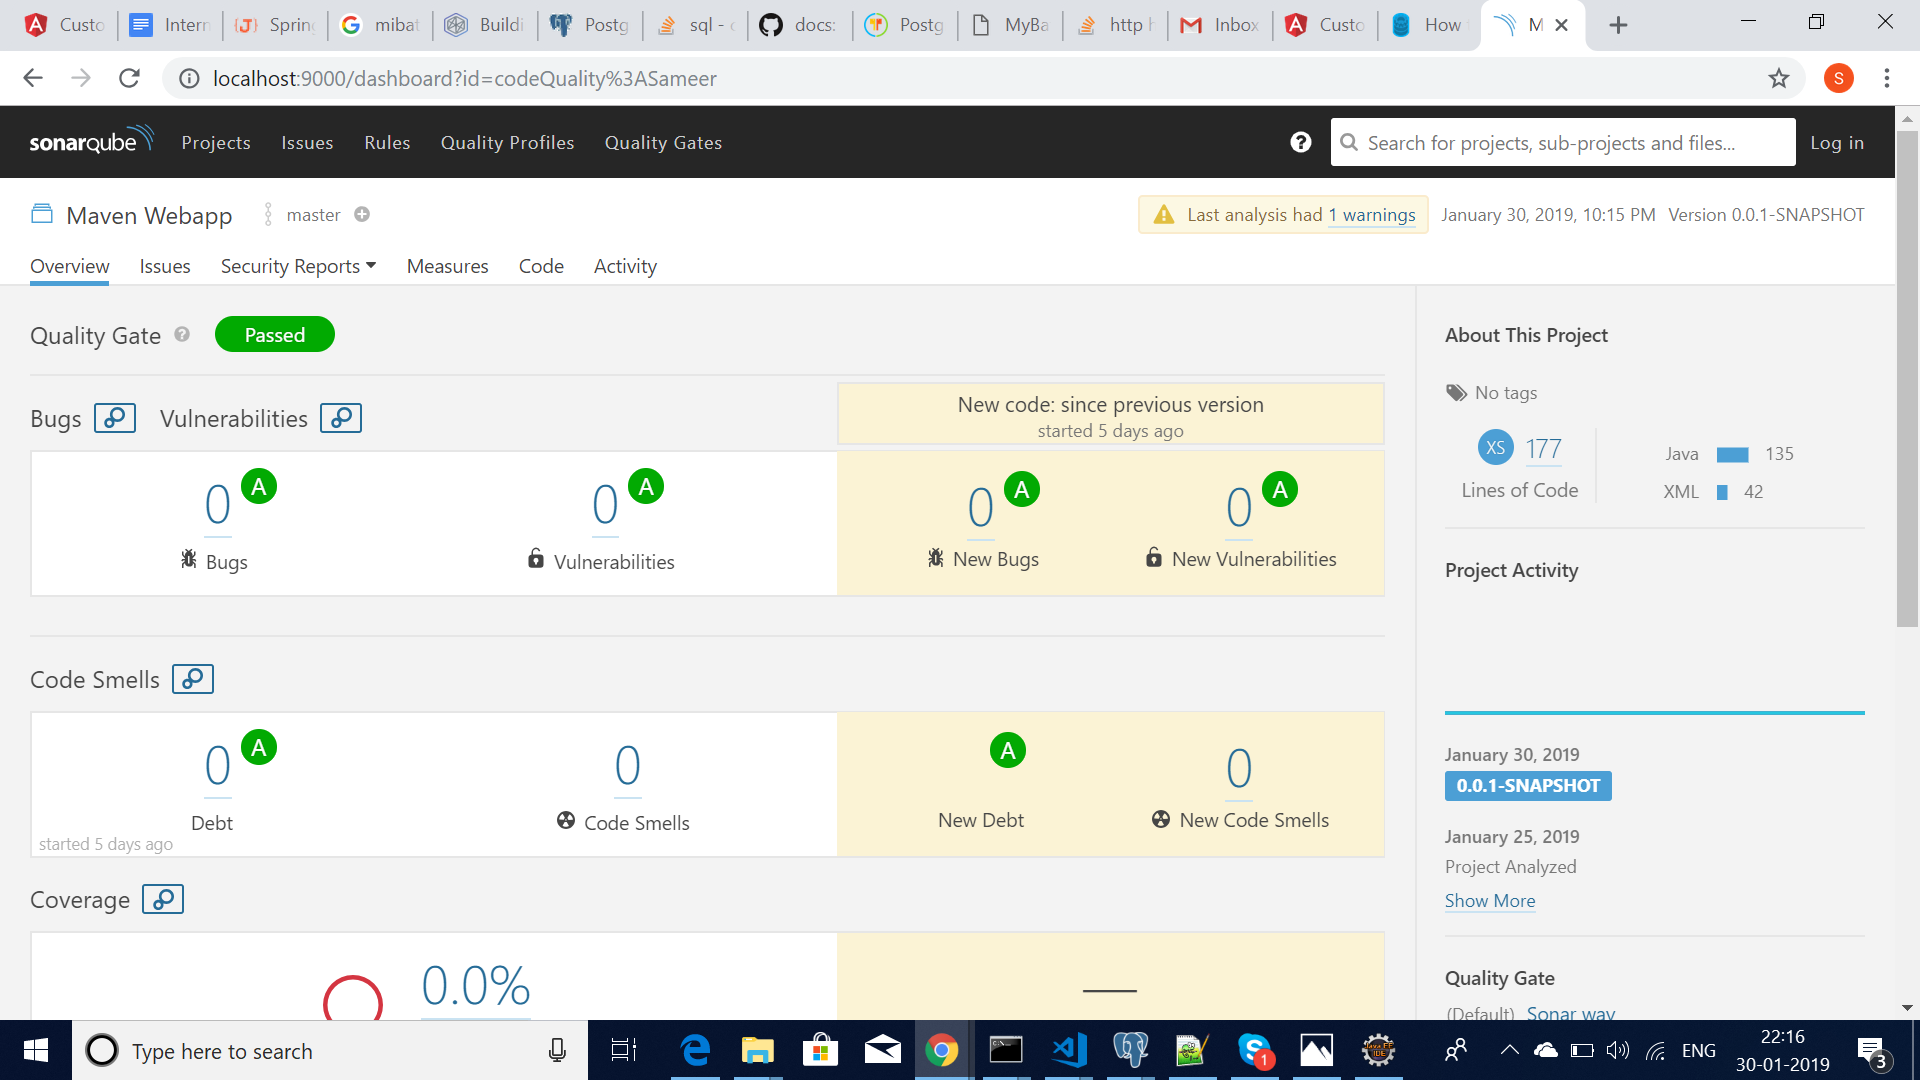 Custo
Intern
Spring
mibat
Buildi
Postg
sql - c
docs:
Postg
MyBa
http h
Inbox
Custo
How
M
localhost:9000/dashboard?id=codeQuality%3ASameer
S
sonarqube
Projects
Issues
Rules
Quality Profiles
Quality Gates
Search for projects, sub-projects and files...
Log in
Maven Webapp
master
Last analysis had 1 warnings
January 30, 2019, 10:15 PM
Version 0.0.1-SNAPSHOT
Overview
Issues
Security Reports
Measures
Code
Activity
Quality Gate
Passed
Bugs
Vulnerabilities
New code: since previous version
started 5 days ago
0 A
Bugs
0 A
Vulnerabilities
0 A
New Bugs
0 A
New Vulnerabilities
Code Smells
0 A
Debt
started 5 days ago
0
Code Smells
A
New Debt
0
New Code Smells
Coverage
0.0%
About This Project
No tags
XS 177
Lines of Code
Java 135
XML 42
Project Activity
January 30, 2019
0.0.1-SNAPSHOT
January 25, 2019
Project Analyzed
Show More
Quality Gate
(Default) Sonar way
Type here to search
1
ENG
22:16
30-01-2019
3